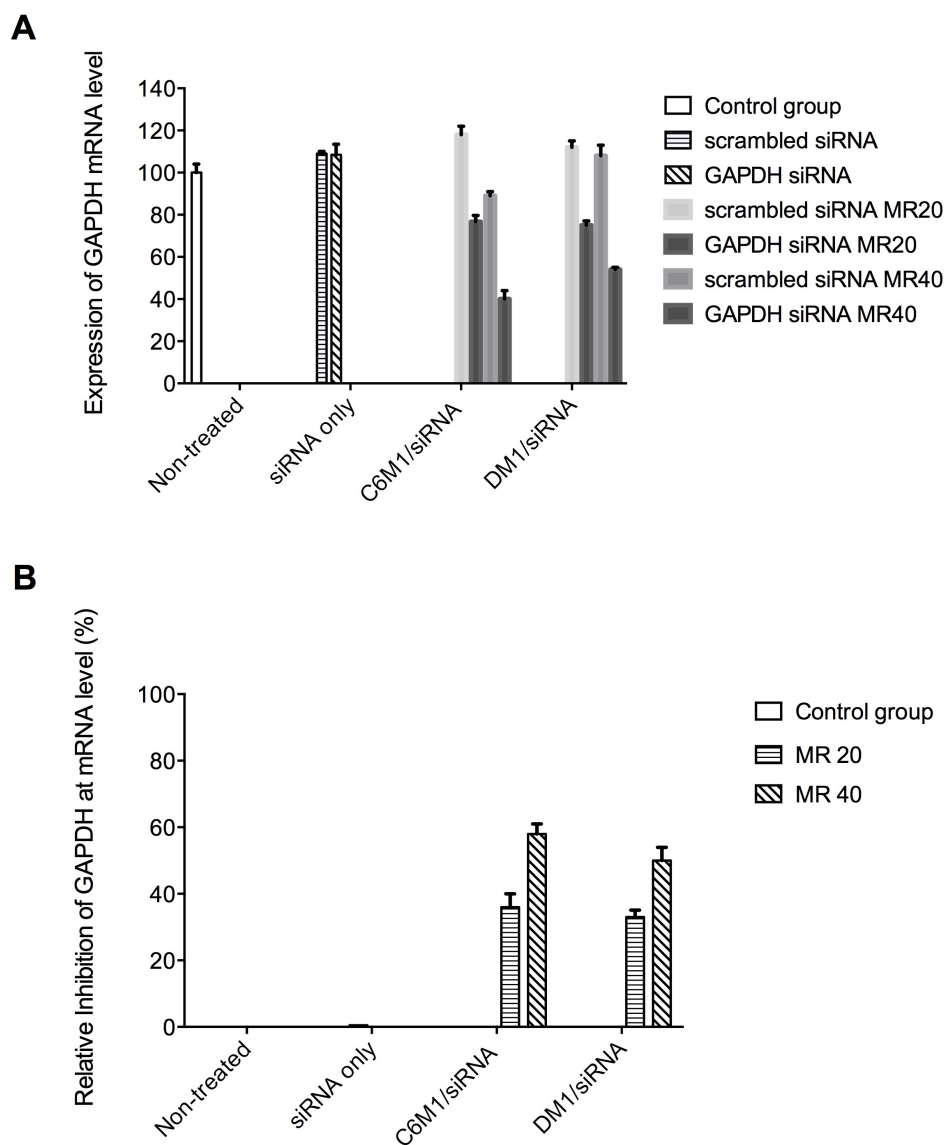 A
Expression of GAPDH mRNA level
140
120
100
80
60
40
20
0
Non-treated
siRNA only
C6M1/siRNA
DM1/siRNA
Control group
scrambled siRNA
GAPDH siRNA
scrambled siRNA MR20
GAPDH siRNA MR20
scrambled siRNA MR40
GAPDH siRNA MR40
B
Relative Inhibition of GAPDH at mRNA level (%)
100
80
60
40
20
0
Non-treated
siRNA only
C6M1/siRNA
DM1/siRNA
Control group
MR 20
MR 40